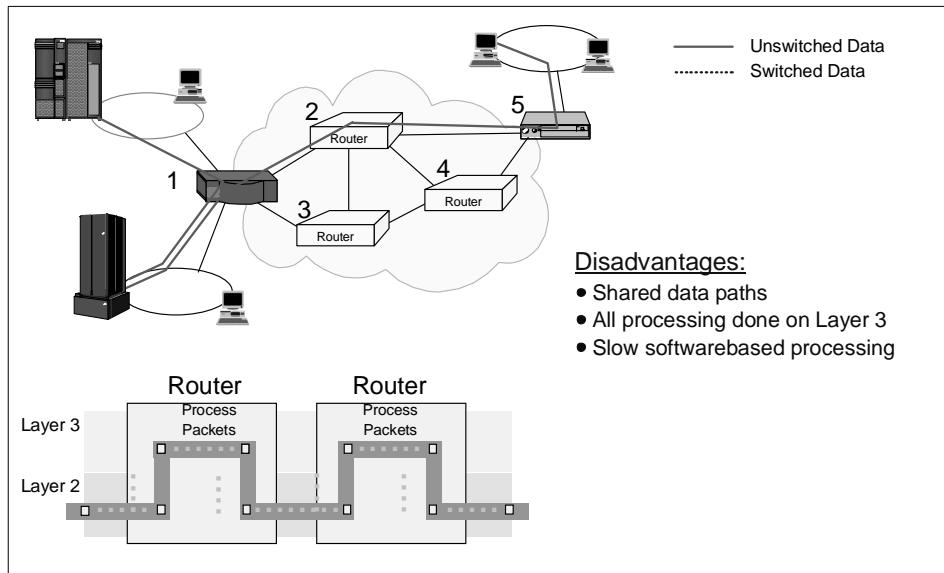 Unswitched Data
Switched Data
5
2
Router
4
1
Router
3
Router
Disadvantages:
• Shared data paths
• All processing done on Layer 3
• Slow softwarebased processing
Router
Router
Process
Packets
Process
Packets
Layer 3
Layer 2